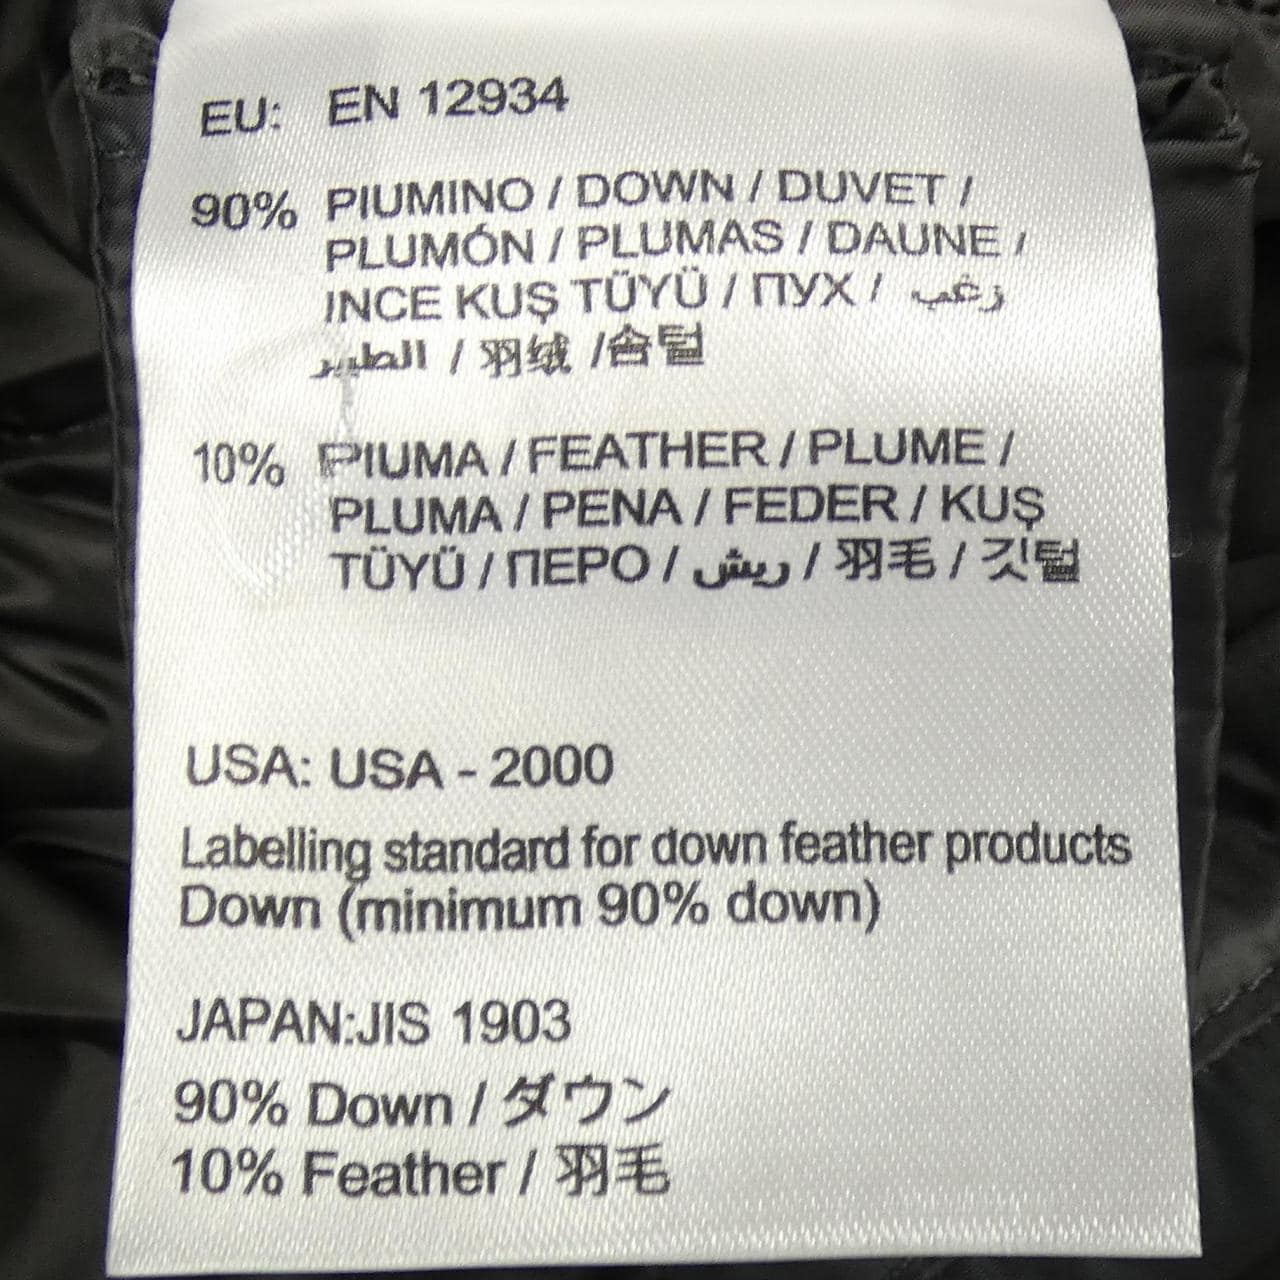 EU: EN 12934
90% PIUMINO / DOWN / DUVET /
PLUMÓN / PLUMAS / DAUNE /
INCE KUŞ TÜYÜ / ПУХ / زغب
الطيير / 羽绒 /솜털
10% PIUMA / FEATHER / PLUME /
PLUMA / PENA / FEDER / KUŞ
TÜYÜ / ПЕРО / ريش / 羽毛 / 깃털
USA: USA - 2000
Labelling standard for down feather products
Down (minimum 90% down)
JAPAN:JIS 1903
90% Down / ダウン
10% Feather / 羽毛